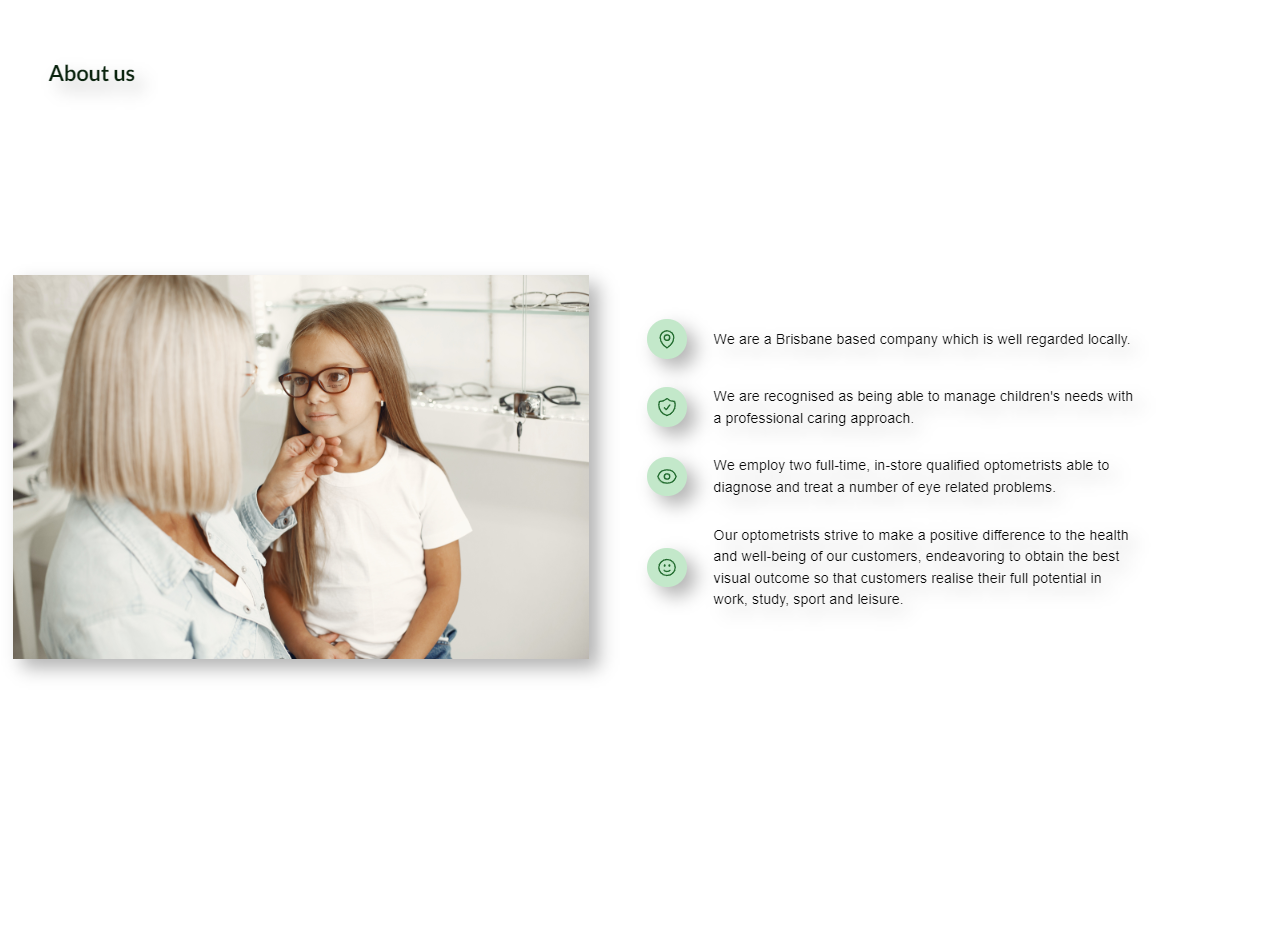 About us
We are a Brisbane based company which is well regarded locally.
We are recognised as being able to manage children's needs with
a professional caring approach.
We employ two full-time, in-store qualified optometrists able to
diagnose and treat a number of eye related problems.
Our optometrists strive to make a positive difference to the health
and well-being of our customers, endeavoring to obtain the best
visual outcome so that customers realise their full potential in
work, study, sport and leisure.